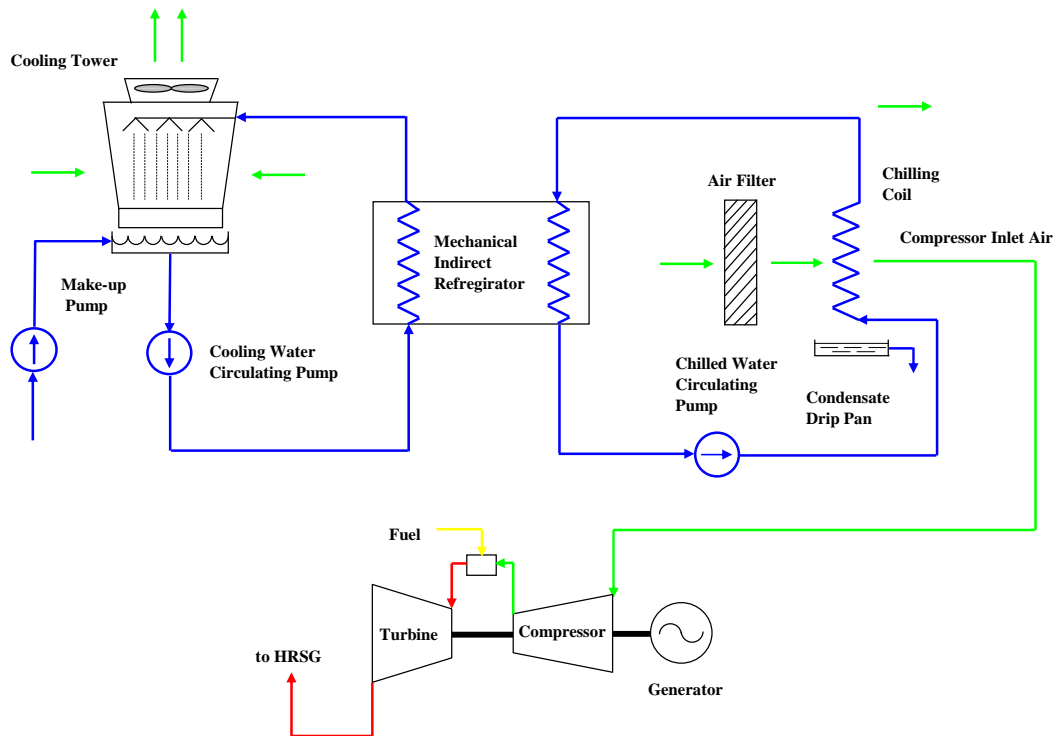 Cooling Tower
Air Filter
Chilling
Coil
Compressor Inlet Air
Mechanical
Indirect
Refregirator
Make-up
Pump
Cooling Water
Circulating Pump
Chilled Water
Circulating
Pump
Condensate
Drip Pan
Fuel
Turbine
Compressor
to HRSG
Generator